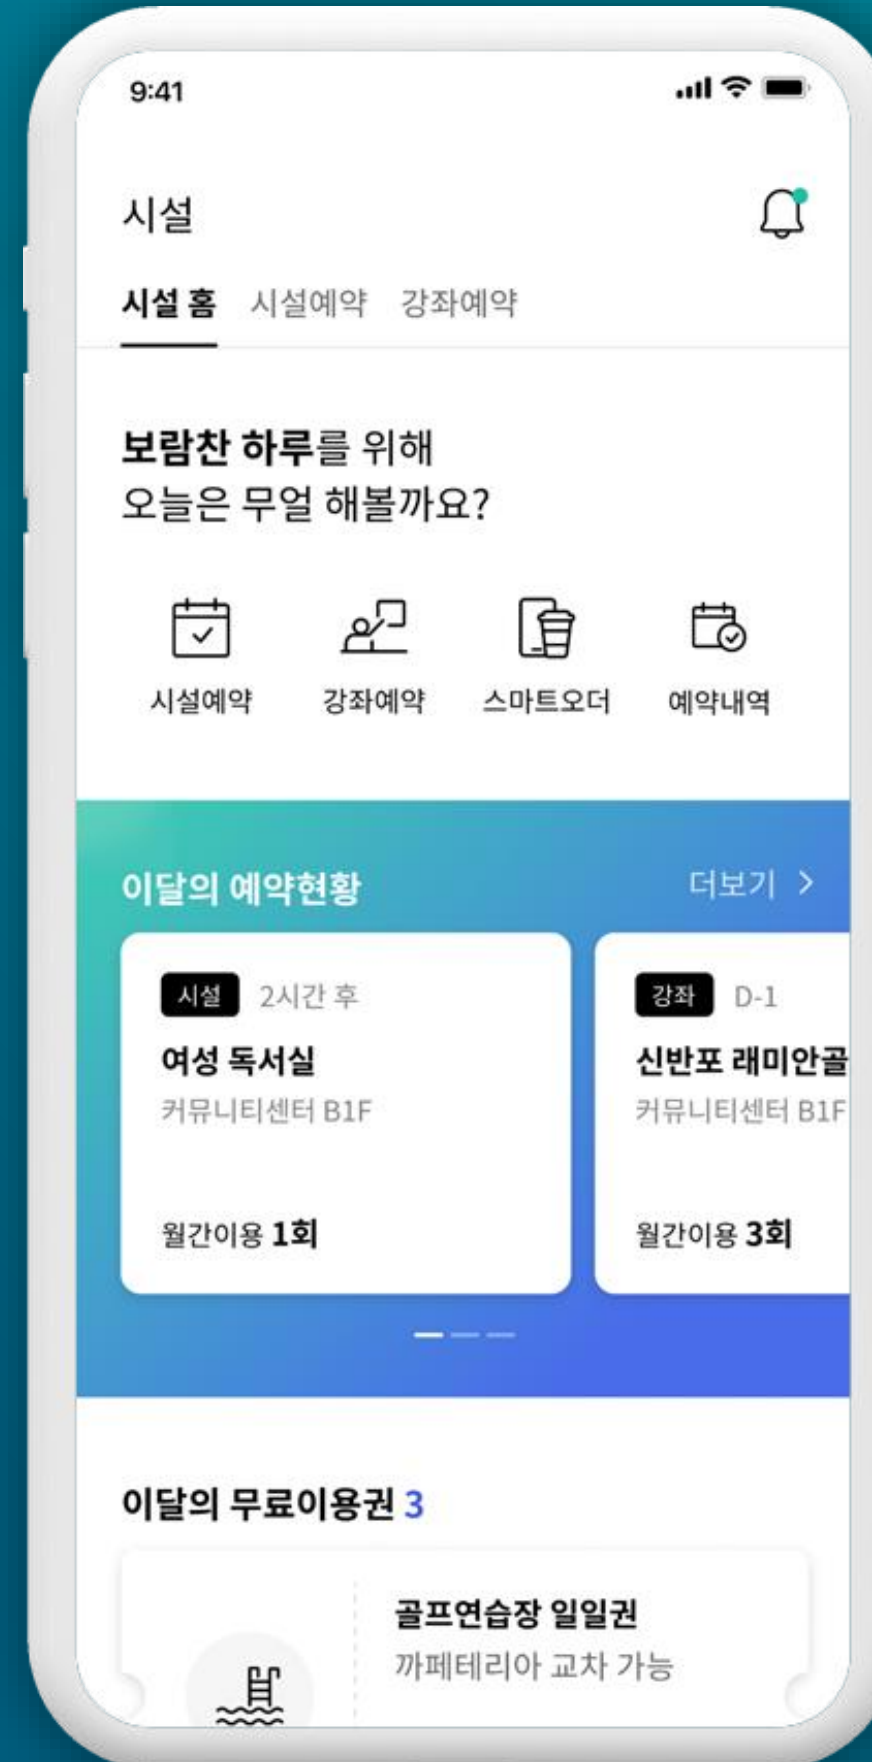 9:41
시설
시설 홈 시설예약 강좌예약
보람찬 하루를 위해
오늘은 무얼 해볼까요?
시설예약 강좌예약 스마트오더 예약내역
이달의 예약현황 더보기 >
시설 2시간 후
여성 독서실
커뮤니티센터 B1F
월간이용 1회
강좌 D-1
신반포 래미안골
커뮤니티센터 B1F
월간이용 3회
이달의 무료이용권 3
골프연습장 일일권
까페테리아 교차 가능